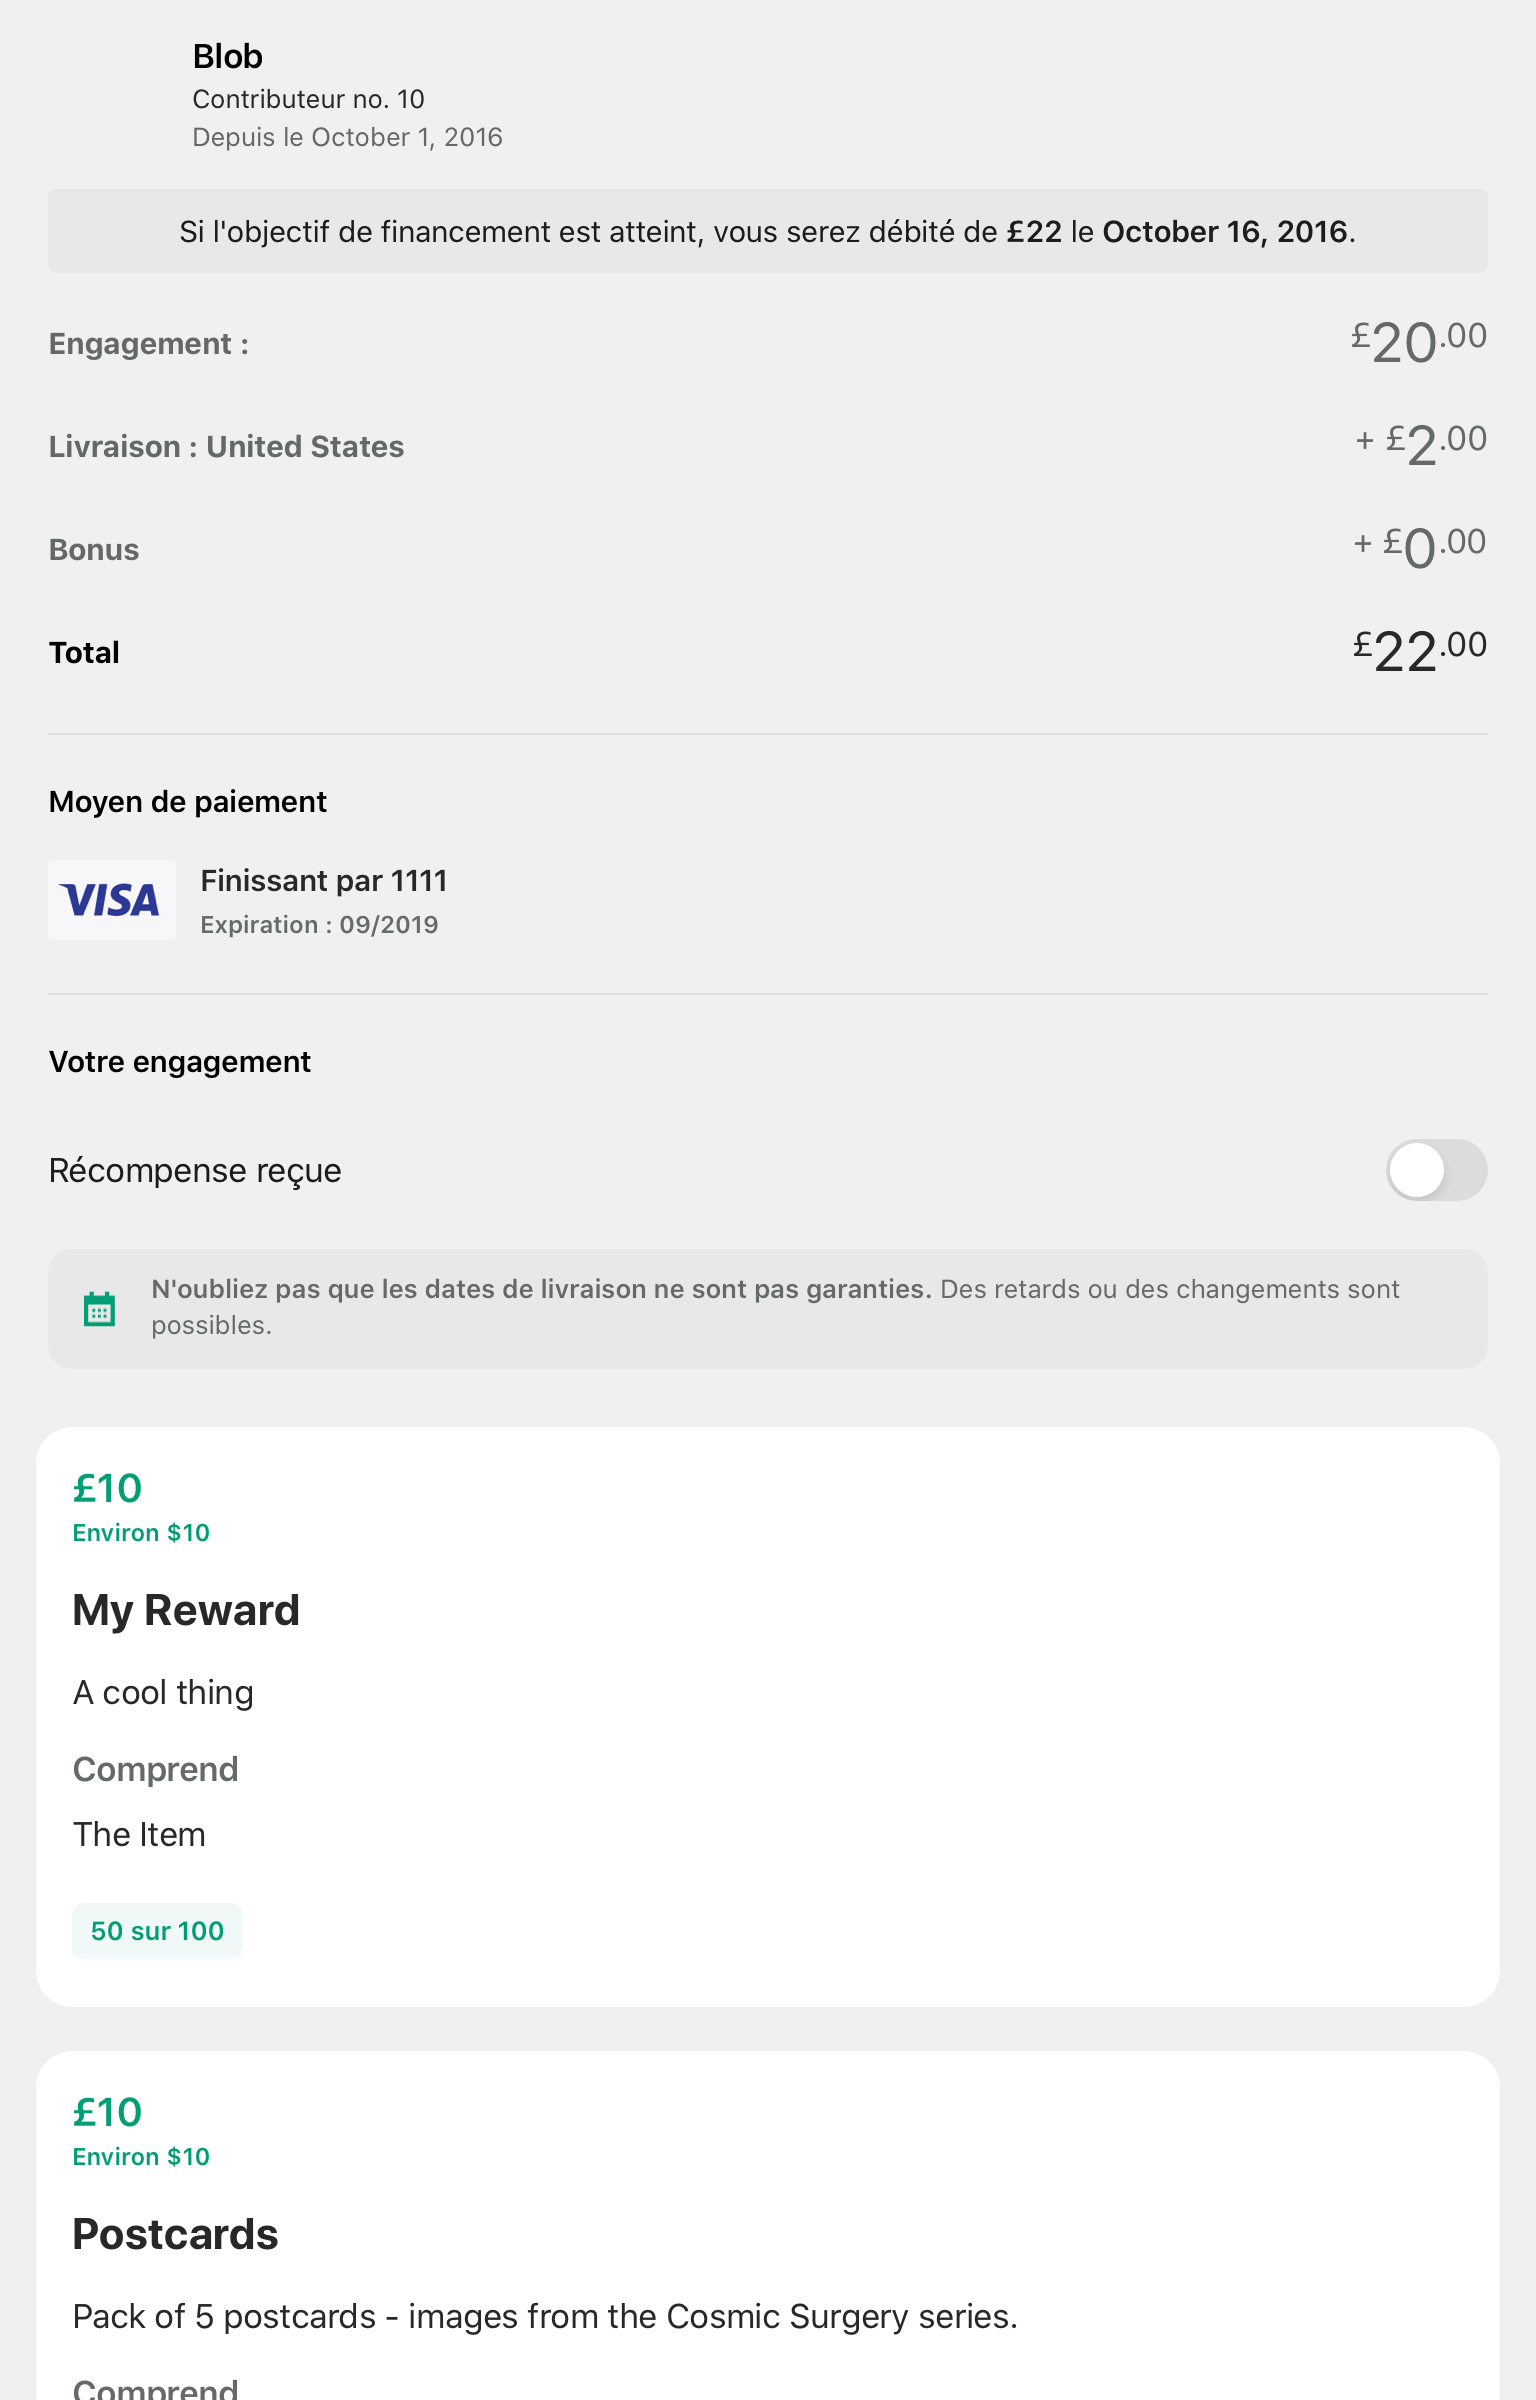 Blob
Contributeur no. 10
Depuis le October 1, 2016
Si l'objectif de financement est atteint, vous serez débité de £22 le October 16, 2016.
Engagement :
£20.00
Livraison : United States
+ £2.00
Bonus
+ £0.00
Total
£22.00
Moyen de paiement
VISA
Finissant par 1111
Expiration : 09/2019
Votre engagement
Récompense reçue
N'oubliez pas que les dates de livraison ne sont pas garanties. Des retards ou des changements sont
possibles.
£10
Environ $10
My Reward
A cool thing
Comprend
The Item
50 sur 100
£10
Environ $10
Postcards
Pack of 5 postcards - images from the Cosmic Surgery series.
Comprend